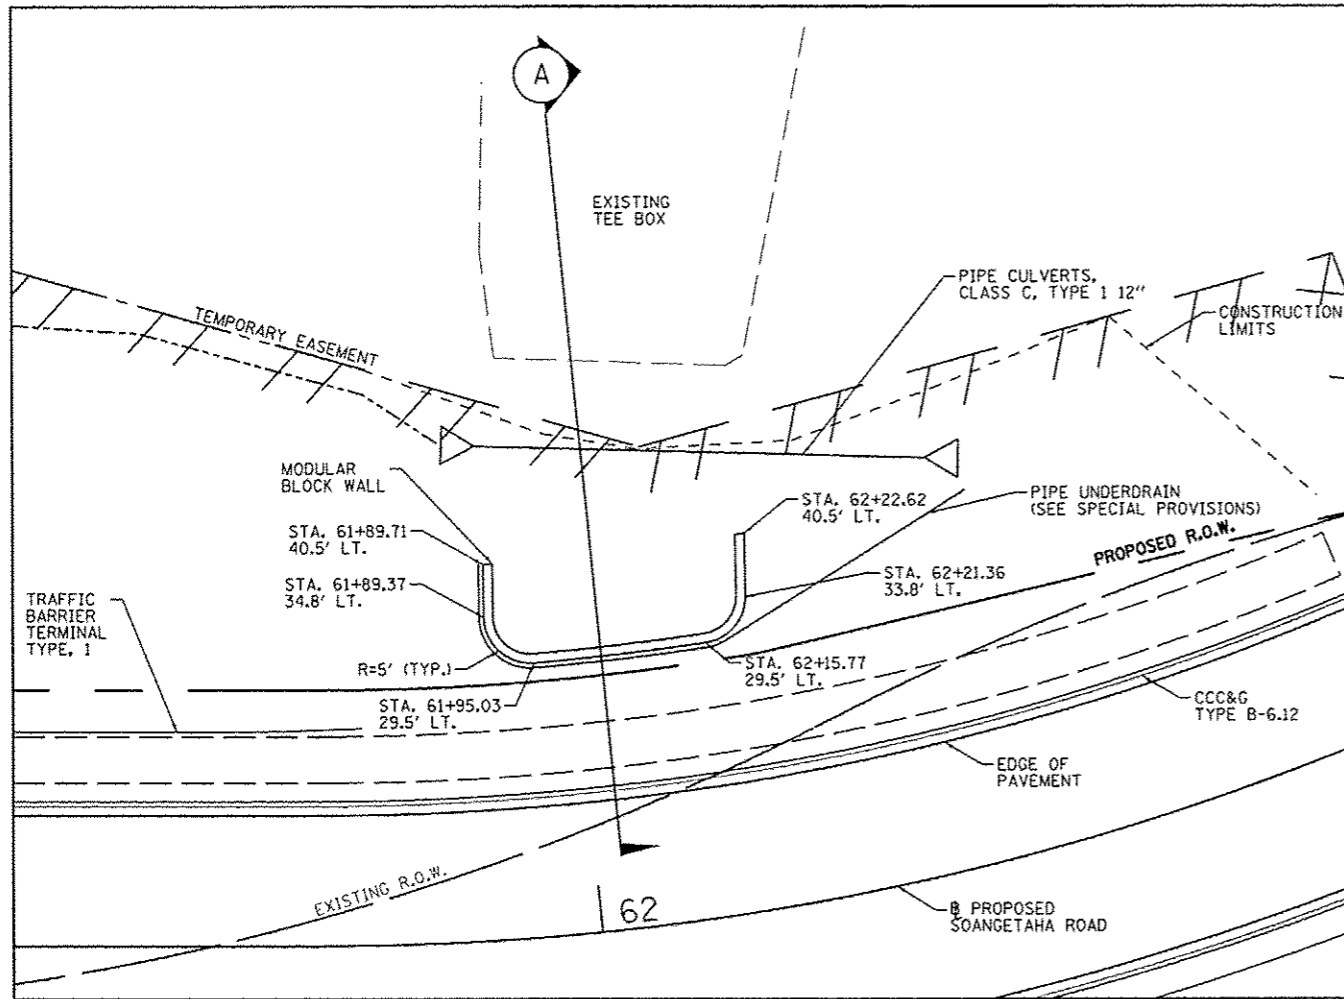 A
EXISTING
TEE BOX
PIPE CULVERTS,
CLASS C, TYPE 1 12"
CONSTRUCTION
LIMITS
TEMPORARY EASEMENT
MODULAR
BLOCK WALL
STA. 61+89.71
40.5' LT.
STA. 61+89.37
34.8' LT.
STA. 62+22.62
40.5' LT.
PIPE UNDERDRAIN
(SEE SPECIAL PROVISIONS)
PROPOSED R.O.W.
STA. 62+21.36
33.8' LT.
TRAFFIC
BARRIER
TERMINAL
TYPE, 1
R=5' (TYP.)
STA. 61+95.03
29.5' LT.
STA. 62+15.77
29.5' LT.
CCC&G
TYPE B-6.12
EDGE OF
PAVEMENT
EXISTING R.O.W.
62
℄ PROPOSED
SOANGETAHA ROAD